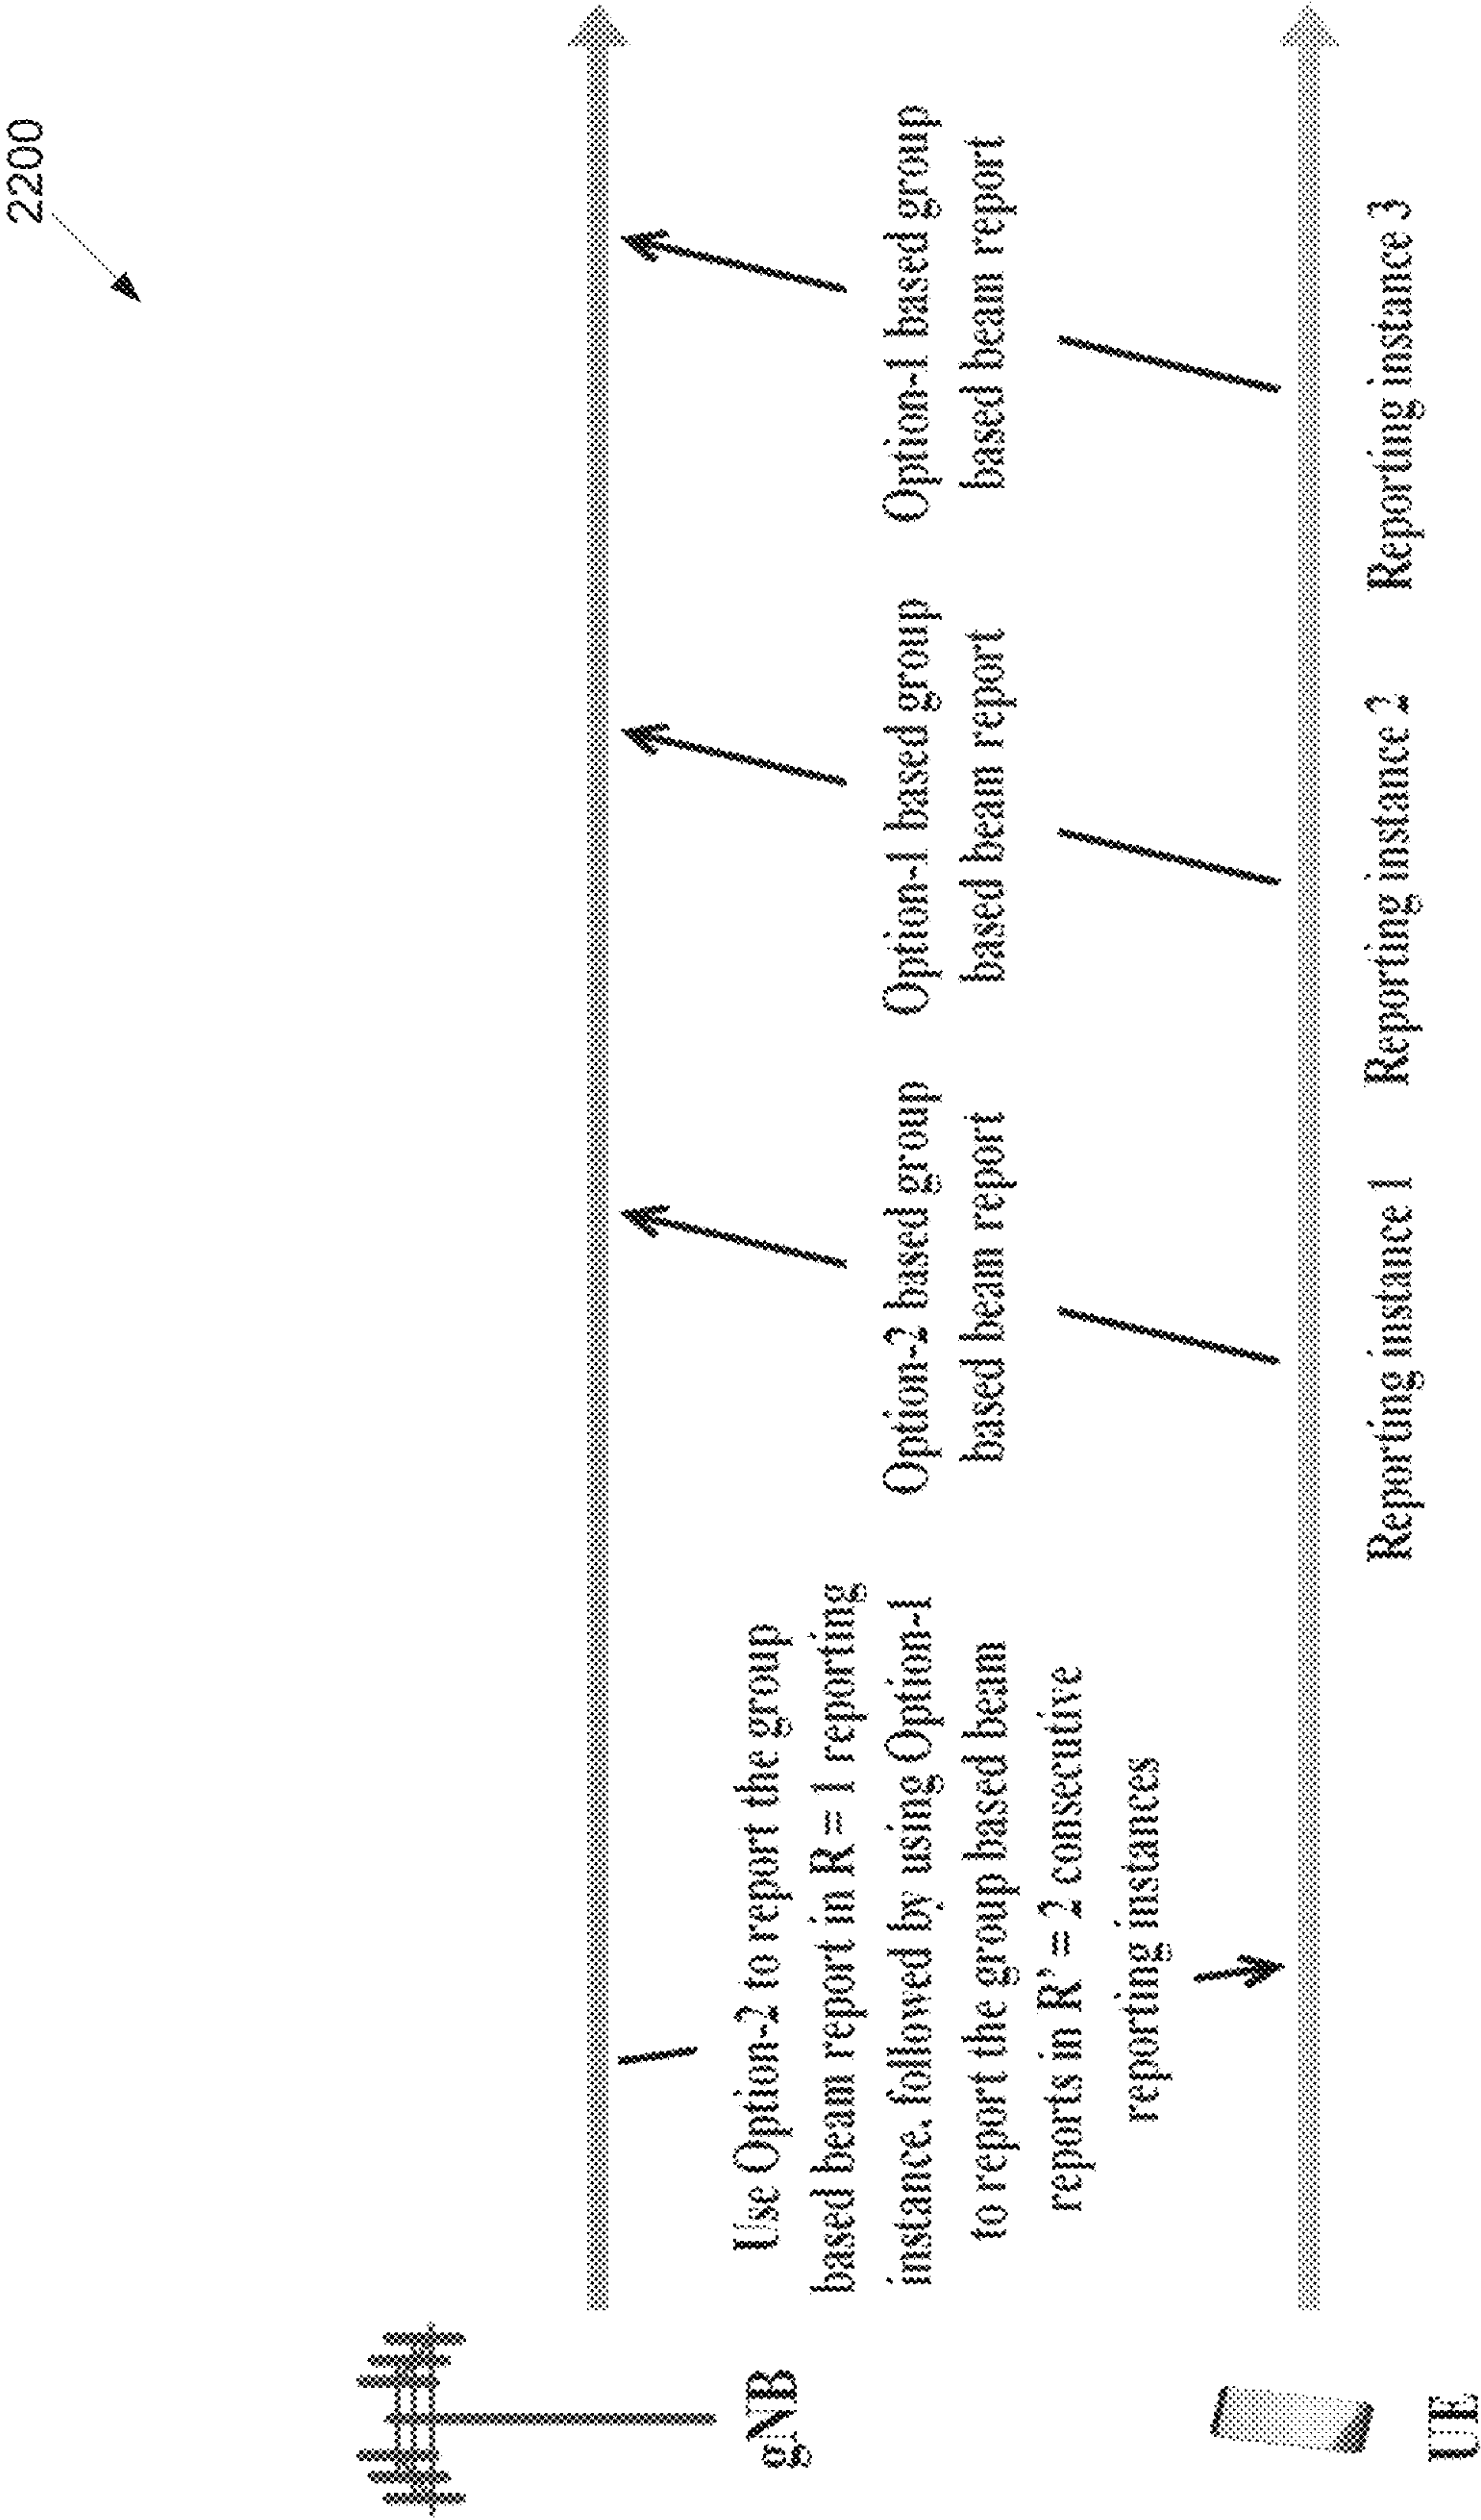 2200
gNB
Use Option-2 to report the group
based beam report in R = 1 reporting
instance, followed by using Option-1
to report the group based beam
reports in R' = 2 consecutive
reporting instances
Option-2 based group
based beam report
Option-1 based group
based beam report
Option-1 based group
based beam report
UE
Reporting instance 1
Reporting instance 2
Reporting instance 3